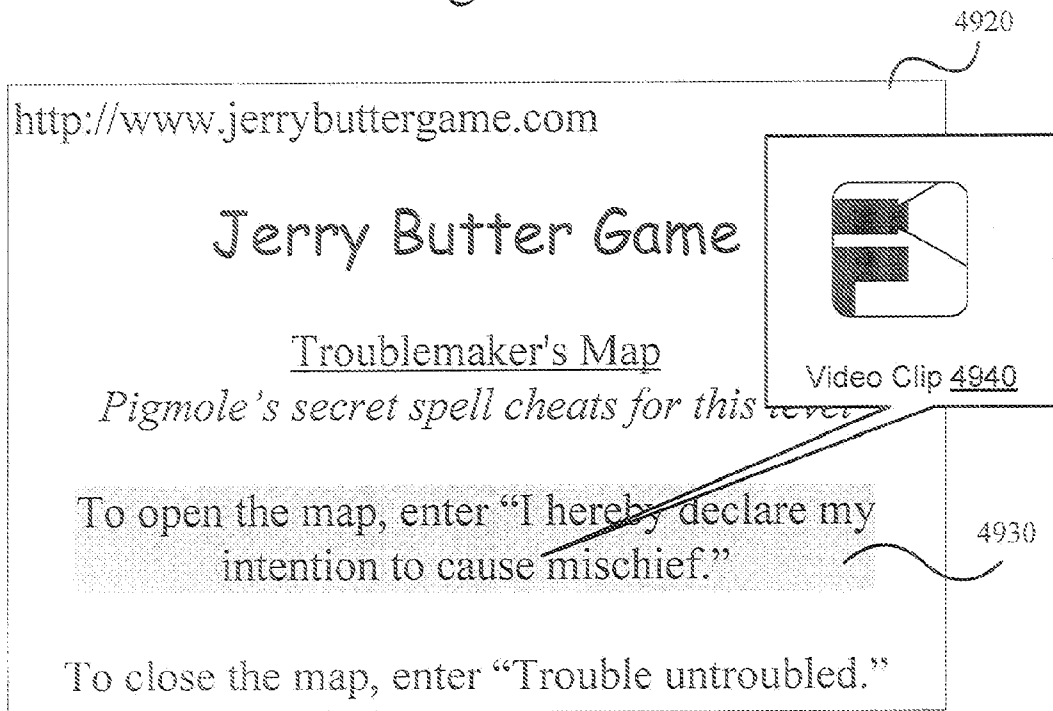 4920
http://www.jerrybuttergame.com
Jerry Butter Game
Troublemaker's Map
Video Clip 4940
Pigmole's secret spell cheats for this level
To open the map, enter “I hereby declare my
intention to cause mischief.”
4930
To close the map, enter “Trouble untroubled.”